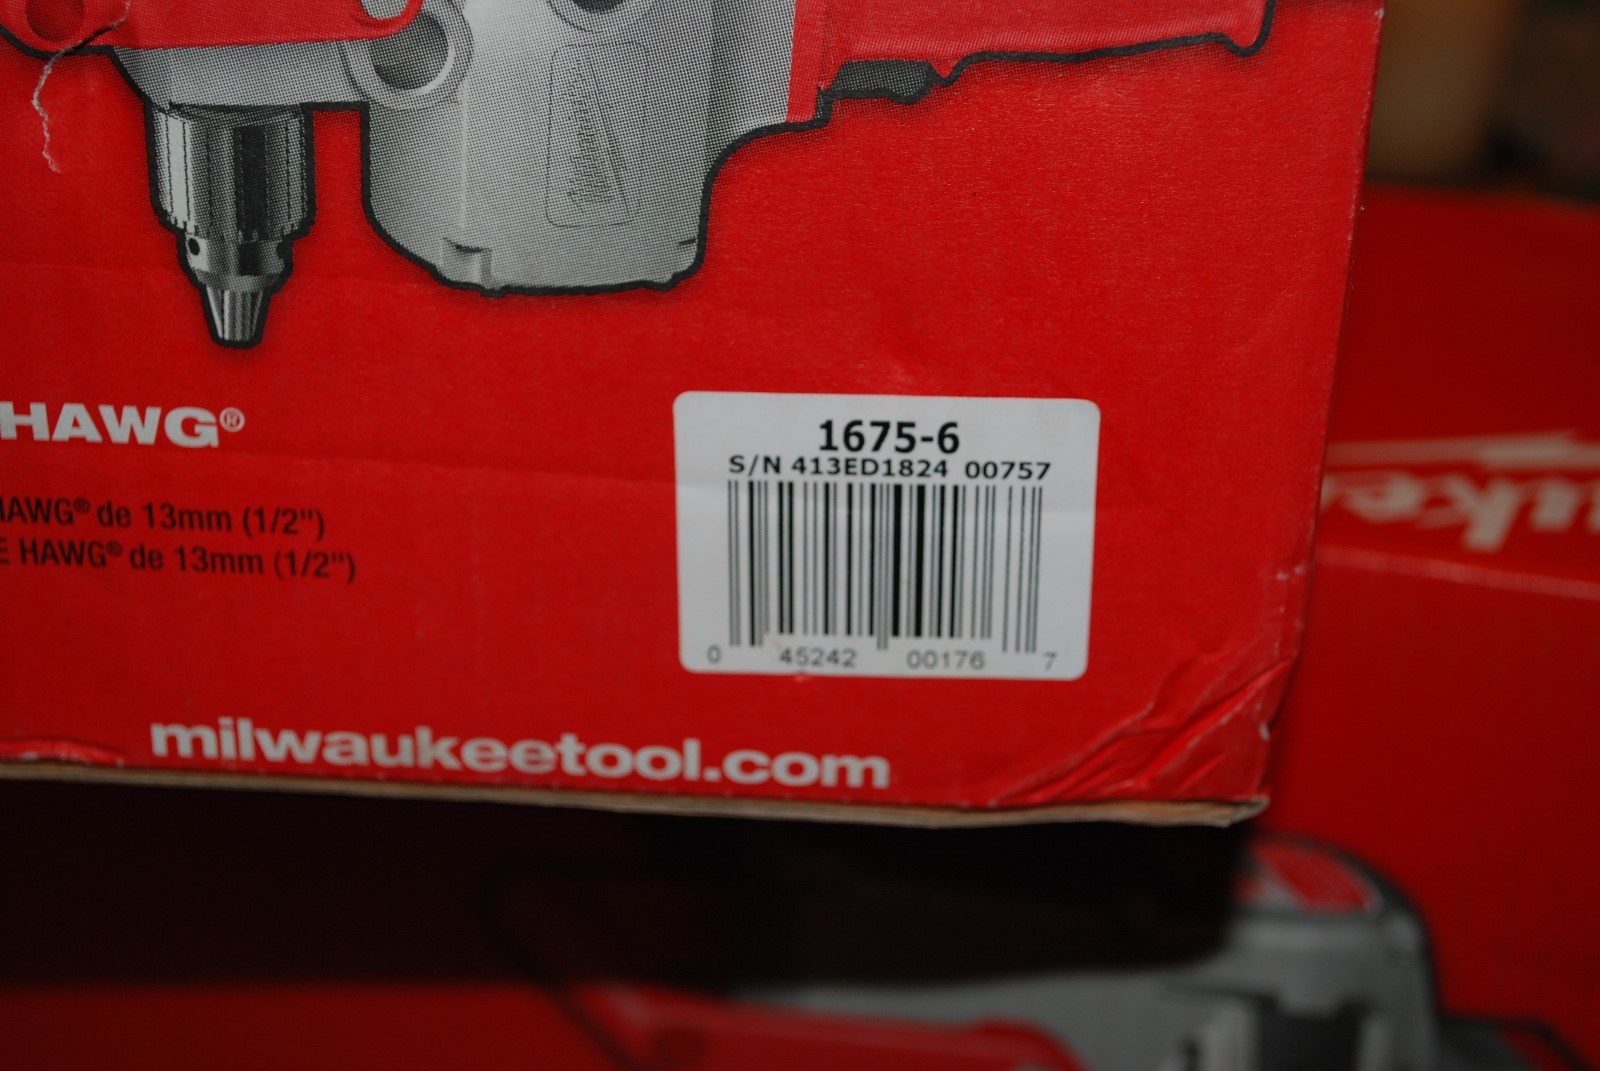 Milwaukee
HAWG®
1675-6
S/N 413ED1824 00757
HAWG® de 13mm (1/2")
E HAWG® de 13mm (1/2")
0 45242 00176 7
milwaukeetool.com